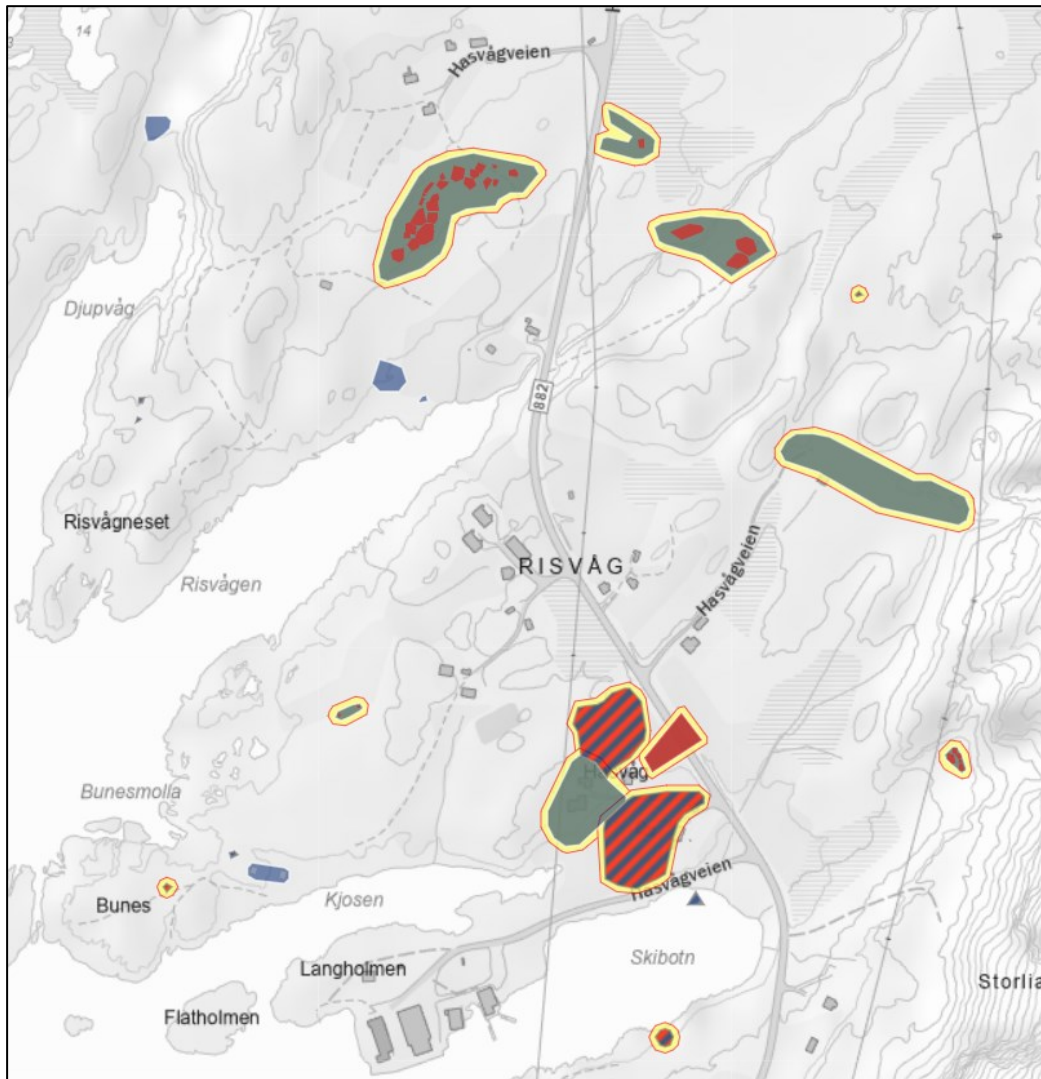 14
Hasvågveien
Djupvåg
882
Risvågneset
RISVÅG
Risvågen
Hasvågveien
Bunesmolla
Bunes
Kjosen
Hasvågveien
Langholmen
Skibotn
Storlia
Flatholmen